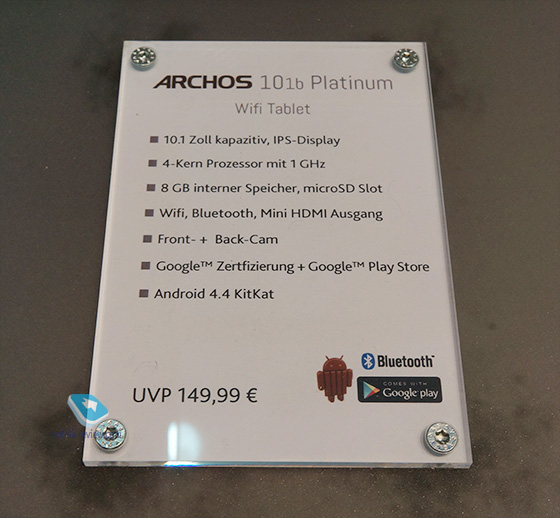 ARCHOS 101b Platinum
Wifi Tablet
10.1 Zoll kapazitiv, IPS-Display
4-Kern Prozessor mit 1 GHz
8 GB interner Speicher, microSD Slot
Wifi, Bluetooth, Mini HDMI Ausgang
Front- + Back-Cam
Google™ Zertfizierung + Google™ Play Store
Android 4.4 KitKat
Bluetooth™
COMES WITH
Google play
UVP 149,99 €